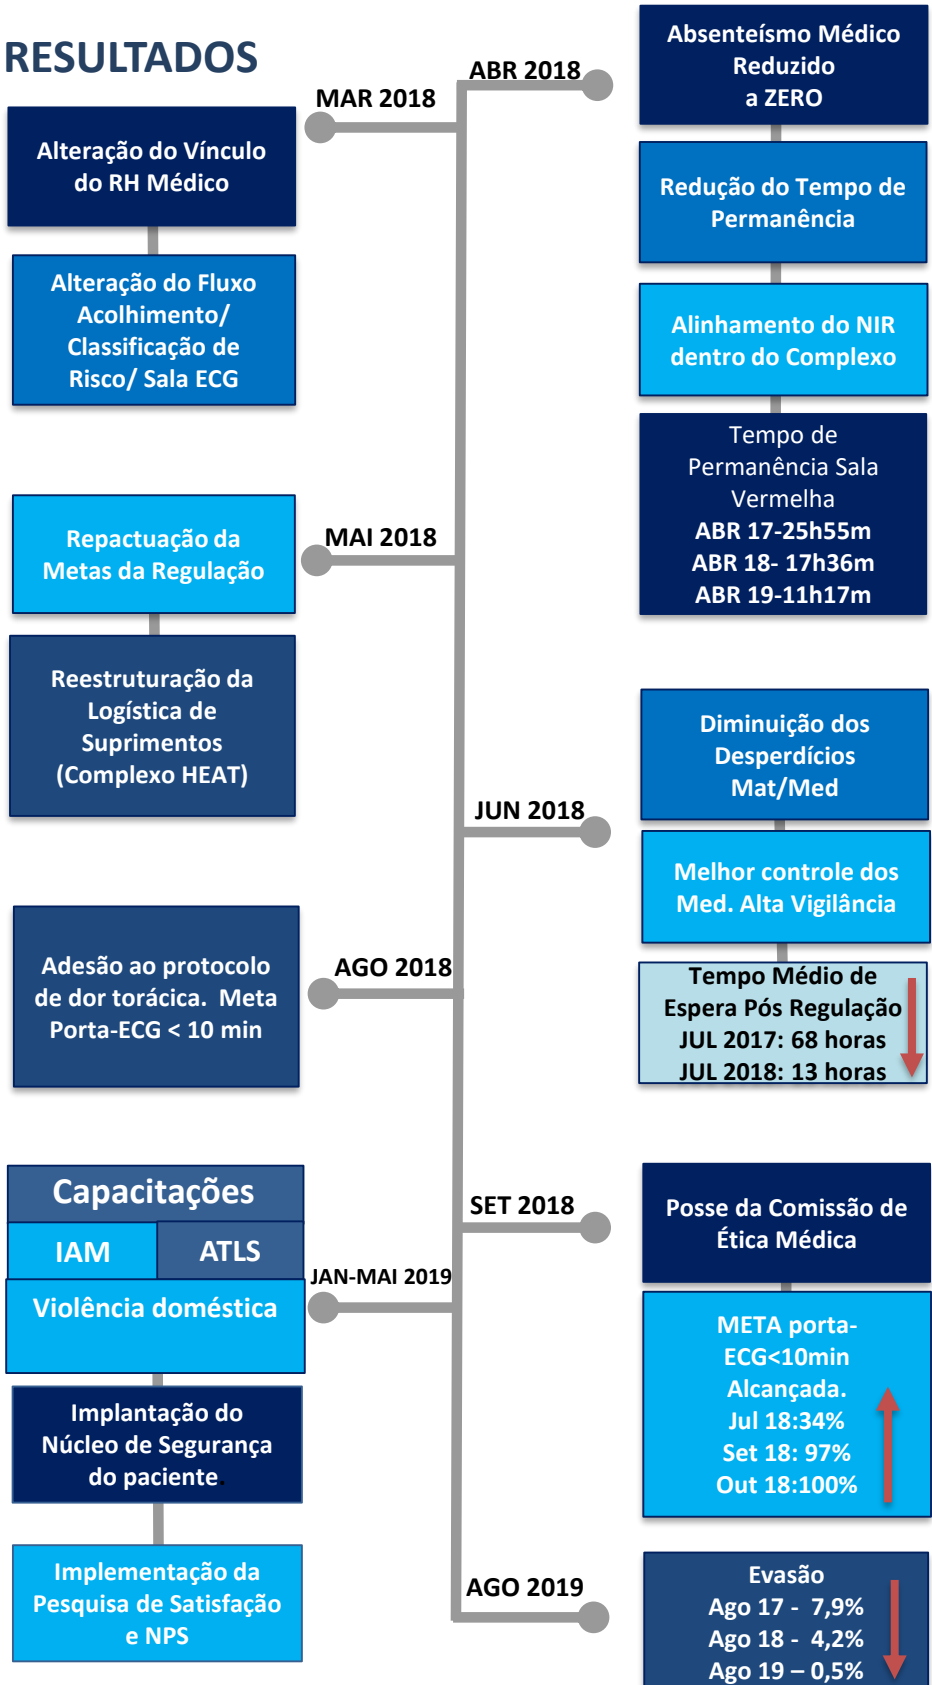 RESULTADOS
MAR 2018
Alteração do Vínculo
do RH Médico
Alteração do Fluxo
Acolhimento/
Classificação de
Risco/ Sala ECG
ABR 2018
Absenteísmo Médico
Reduzido
a ZERO
Redução do Tempo de
Permanência
Alinhamento do NIR
dentro do Complexo
Tempo de
Permanência Sala
Vermelha
ABR 17-25h55m
ABR 18- 17h36m
ABR 19-11h17m
MAI 2018
Repactuação da
Metas da Regulação
Reestruturação da
Logística de
Suprimentos
(Complexo HEAT)
JUN 2018
Diminuição dos
Desperdícios
Mat/Med
Melhor controle dos
Med. Alta Vigilância
Tempo Médio de
Espera Pós Regulação
JUL 2017: 68 horas
JUL 2018: 13 horas
AGO 2018
Adesão ao protocolo
de dor torácica. Meta
Porta-ECG < 10 min
SET 2018
Posse da Comissão de
Ética Médica
META porta-
ECG<10min
Alcançada.
Jul 18:34%
Set 18: 97%
Out 18:100%
JAN-MAI 2019
Capacitações
IAM
ATLS
Violência doméstica
Implantação do
Núcleo de Segurança
do paciente.
Implementação da
Pesquisa de Satisfação
e NPS
AGO 2019
Evasão
Ago 17 - 7,9%
Ago 18 - 4,2%
Ago 19 – 0,5%